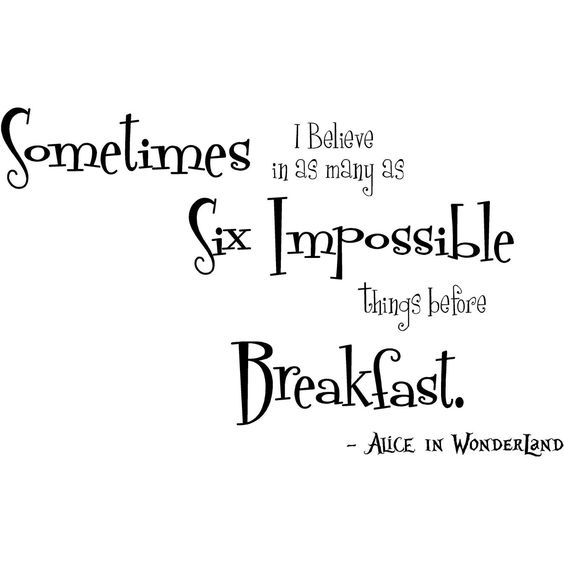 Sometimes
I Believe
in as many as
Six Impossible
things before
Breakfast.
- Alice in WonderLand